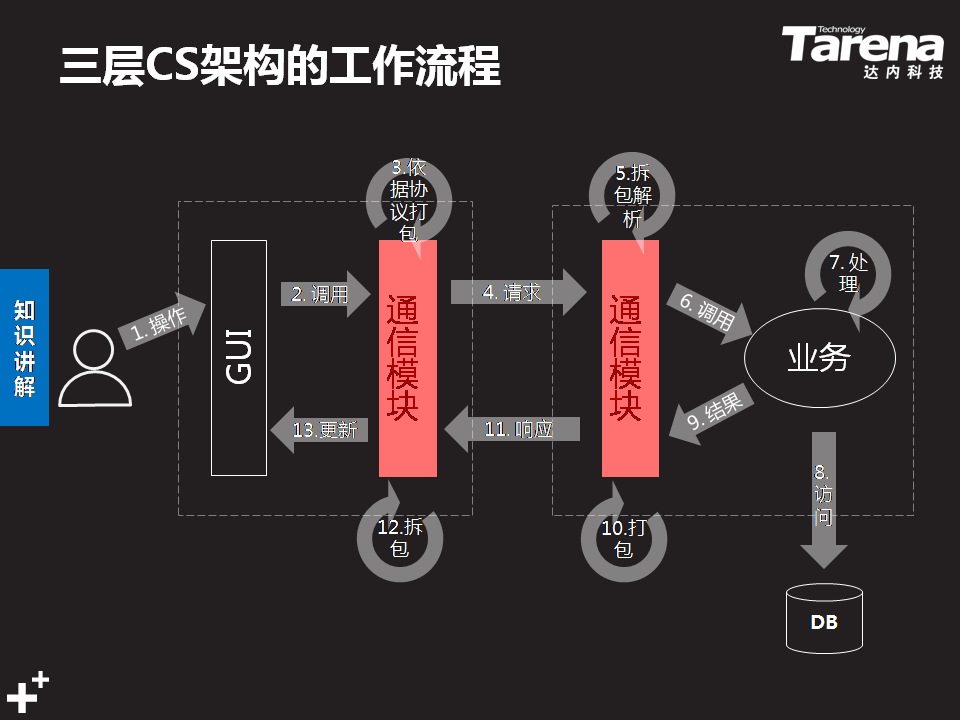 三层CS架构的工作流程
Technology
Tarena
达内科技
知
识
讲
解
1. 操作
GUI
2. 调用
3.依
据协
议打
包
通
信
模
块
4. 请求
5.拆
包解
析
通
信
模
块
6. 调用
7. 处
理
业务
8.
访
问
DB
9. 结果
10.打
包
11. 响应
12.拆
包
13.更新